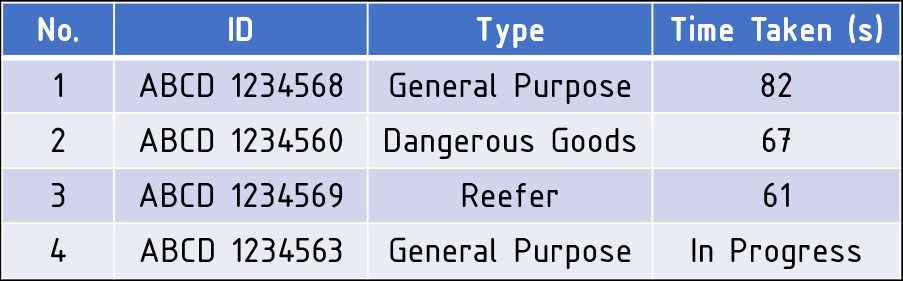 No. ID Type Time Taken (s)
1 ABCD 1234568 General Purpose 82
2 ABCD 1234560 Dangerous Goods 67
3 ABCD 1234569 Reefer 61
4 ABCD 1234563 General Purpose In Progress